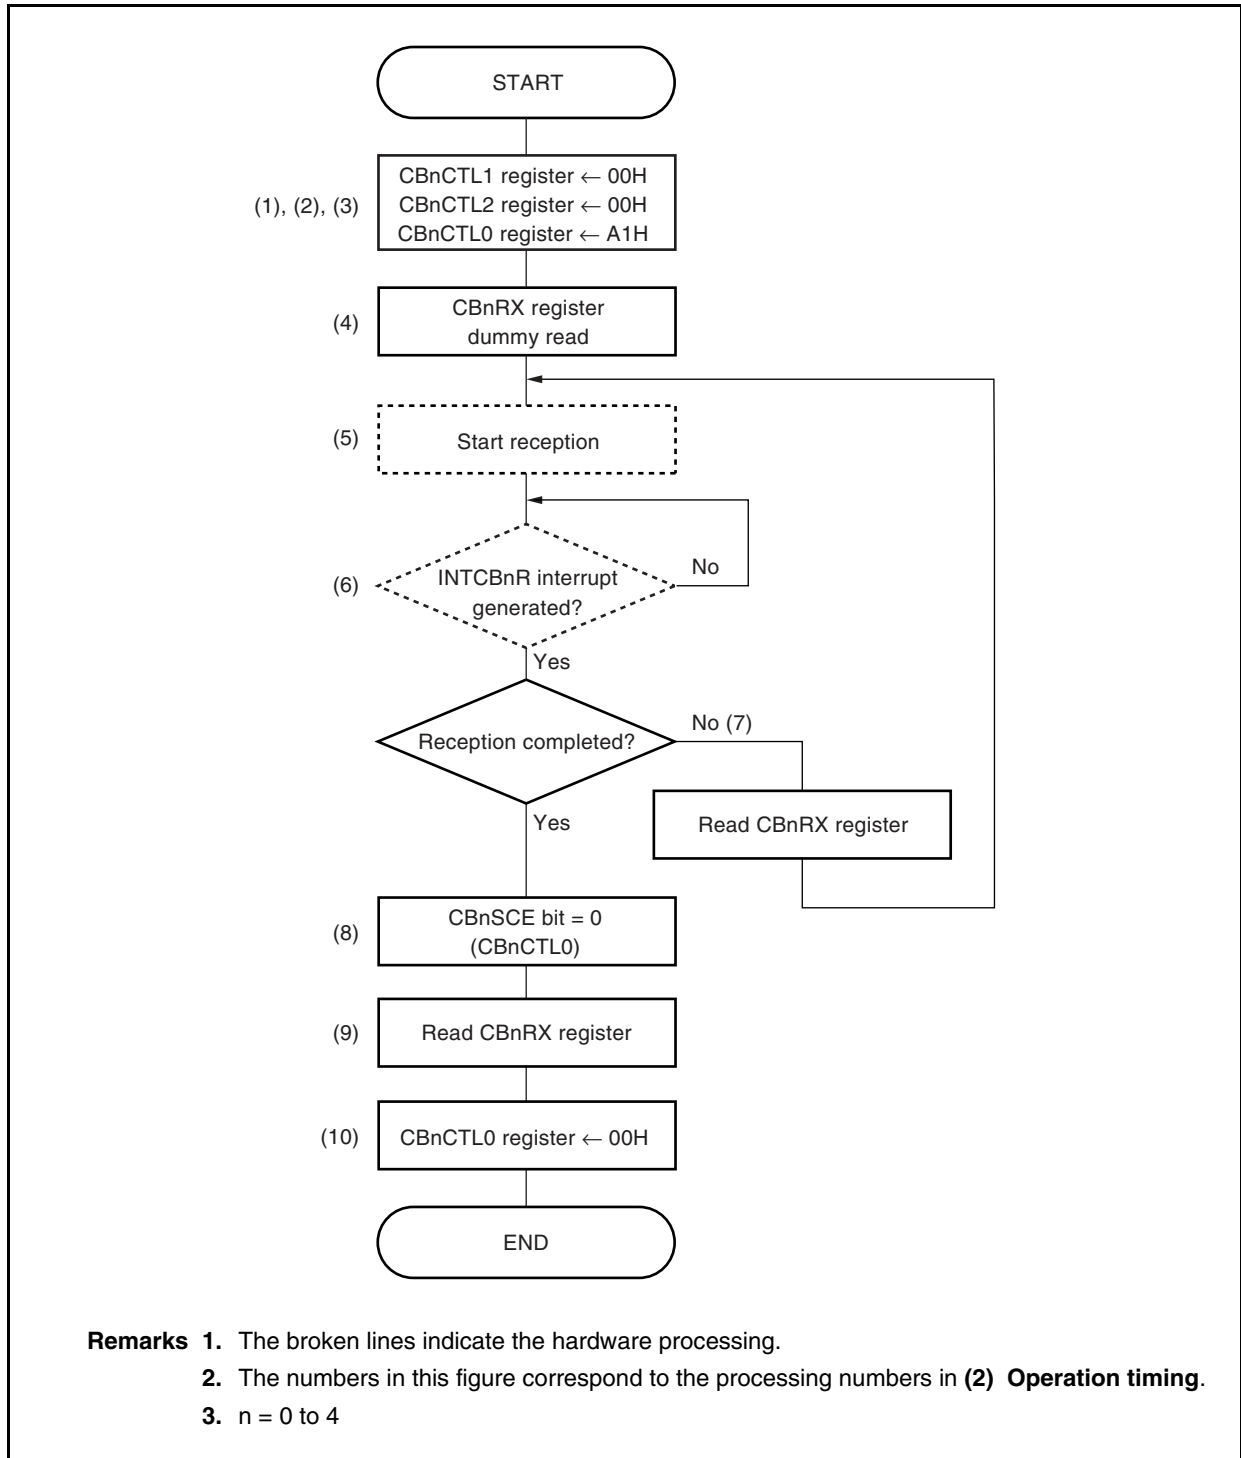 START
(1), (2), (3)
CBnCTL1 register ← 00H
CBnCTL2 register ← 00H
CBnCTL0 register ← A1H
(4)
CBnRX register
dummy read
(5)
Start reception
(6)
INTCBnR interrupt
generated?
No
Yes
Reception completed?
No (7)
Read CBnRX register
Yes
(8)
CBnSCE bit = 0
(CBnCTL0)
(9)
Read CBnRX register
(10)
CBnCTL0 register ← 00H
END
Remarks 1. The broken lines indicate the hardware processing.
2. The numbers in this figure correspond to the processing numbers in (2) Operation timing.
3. n = 0 to 4